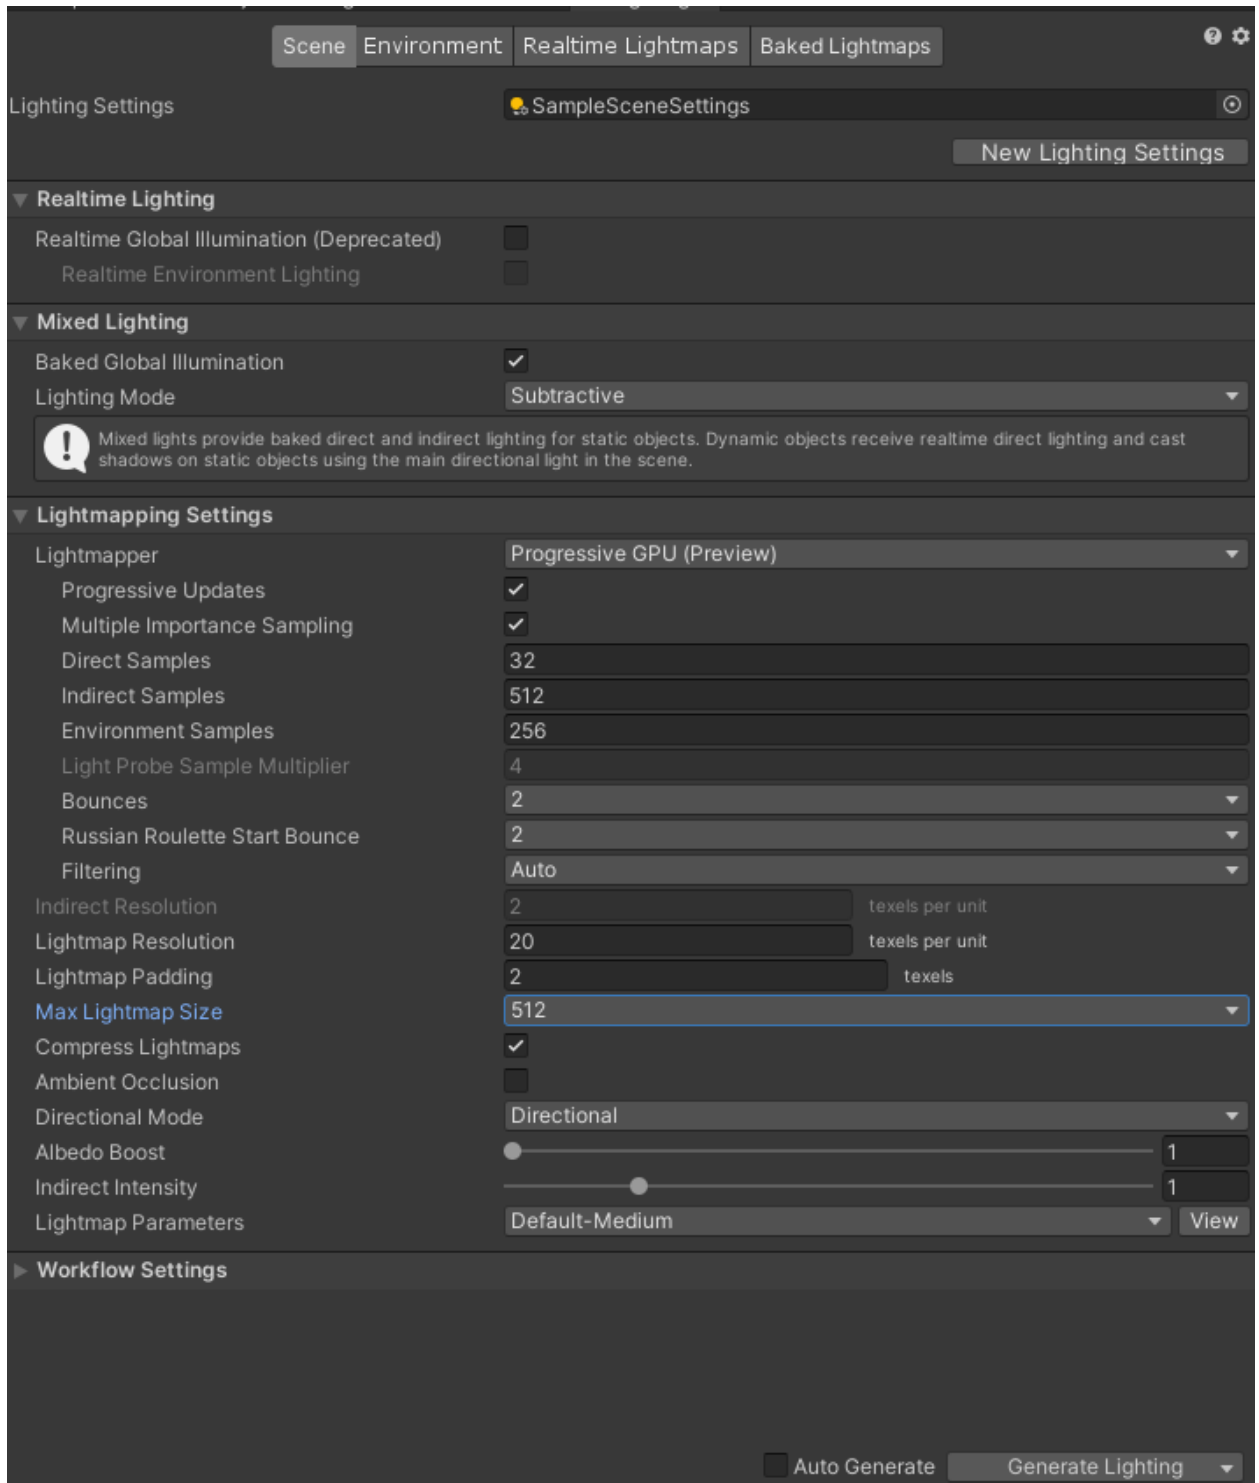 Scene Environment Realtime Lightmaps Baked Lightmaps
Lighting Settings SampleSceneSettings
New Lighting Settings
Realtime Lighting
Realtime Global Illumination (Deprecated)
Realtime Environment Lighting
Mixed Lighting
Baked Global Illumination
Lighting Mode Subtractive
Mixed lights provide baked direct and indirect lighting for static objects. Dynamic objects receive realtime direct lighting and cast
shadows on static objects using the main directional light in the scene.
Lightmapping Settings
Lightmapper Progressive GPU (Preview)
Progressive Updates
Multiple Importance Sampling
Direct Samples 32
Indirect Samples 512
Environment Samples 256
Light Probe Sample Multiplier 4
Bounces 2
Russian Roulette Start Bounce 2
Filtering Auto
Indirect Resolution 2 texels per unit
Lightmap Resolution 20 texels per unit
Lightmap Padding 2 texels
Max Lightmap Size 512
Compress Lightmaps
Ambient Occlusion
Directional Mode Directional
Albedo Boost 1
Indirect Intensity 1
Lightmap Parameters Default-Medium View
Workflow Settings
Auto Generate Generate Lighting